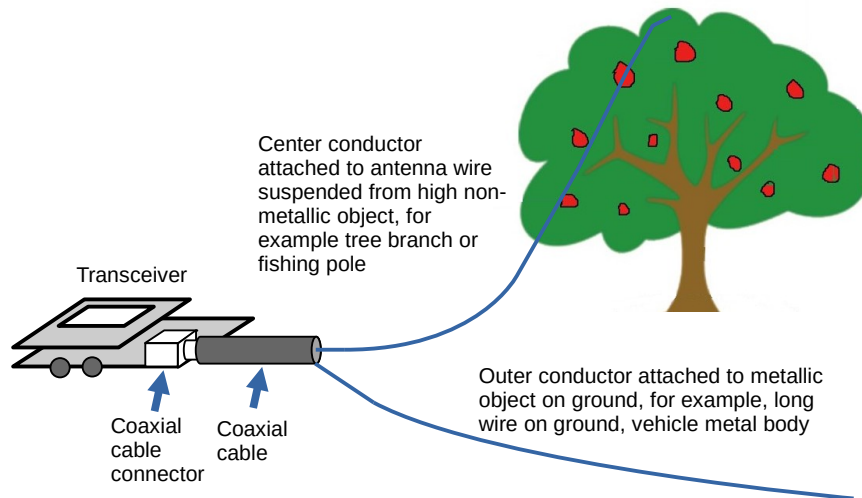 Center conductor
attached to antenna wire
suspended from high non-
metallic object, for
example tree branch or
fishing pole
Transceiver
Outer conductor attached to metallic
object on ground, for example, long
wire on ground, vehicle metal body
Coaxial
cable
connector
Coaxial
cable